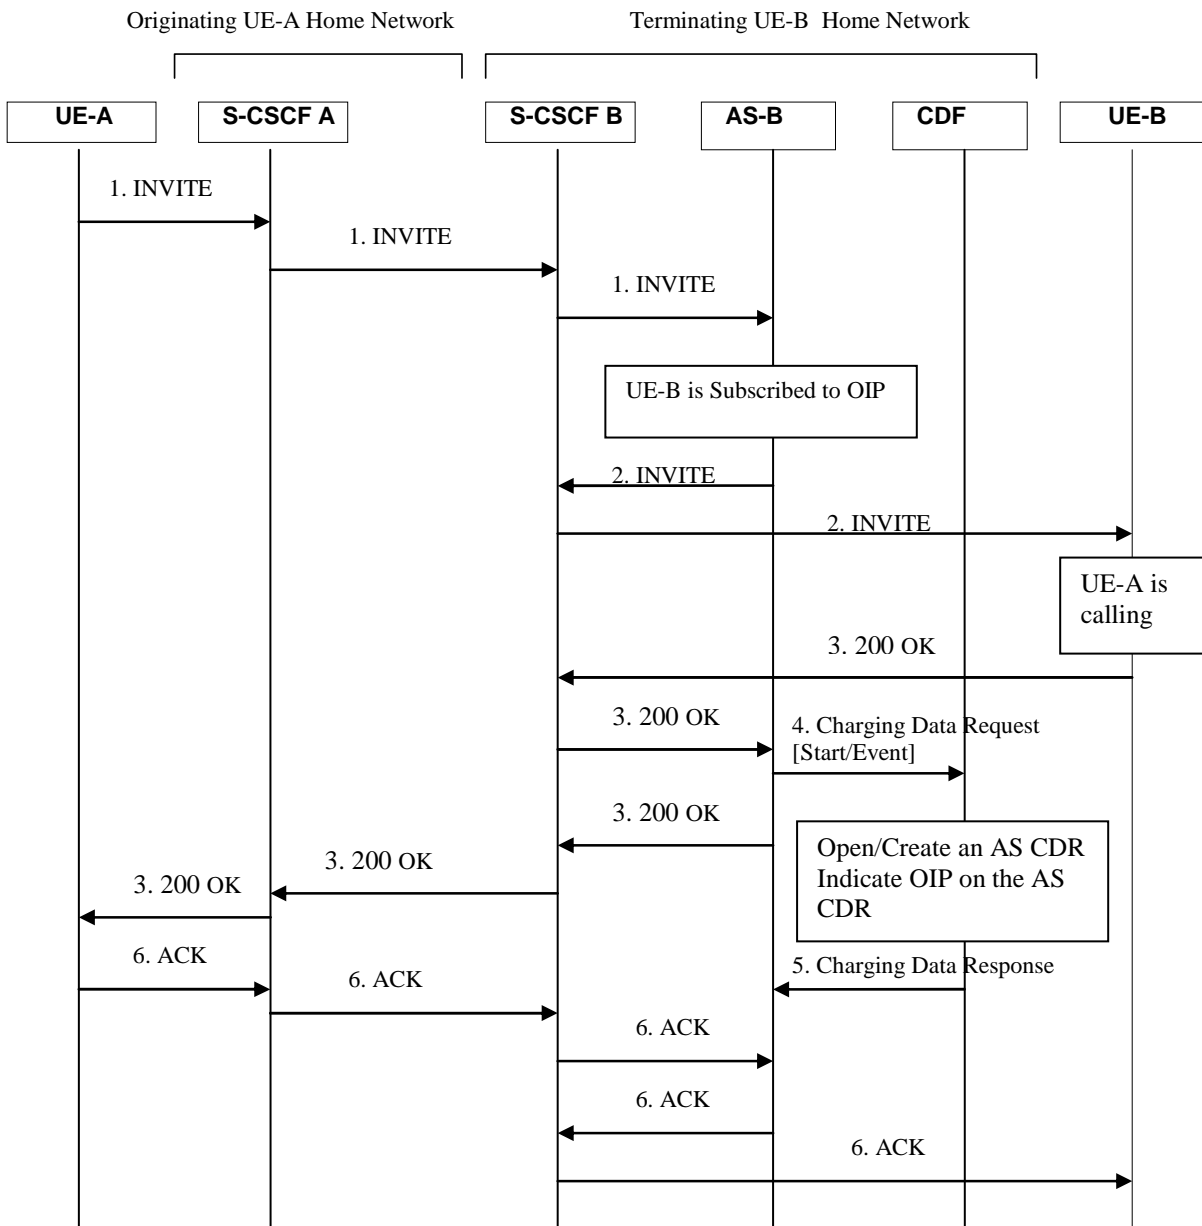 Originating UE-A Home Network
Terminating UE-B Home Network
UE-A
S-CSCF A
S-CSCF B
AS-B
CDF
UE-B
1. INVITE
1. INVITE
1. INVITE
UE-B is Subscribed to OIP
2. INVITE
2. INVITE
UE-A is
calling
3. 200 OK
3. 200 OK
4. Charging Data Request
[Start/Event]
3. 200 OK
Open/Create an AS CDR
Indicate OIP on the AS
CDR
3. 200 OK
3. 200 OK
6. ACK
5. Charging Data Response
6. ACK
6. ACK
6. ACK
6. ACK